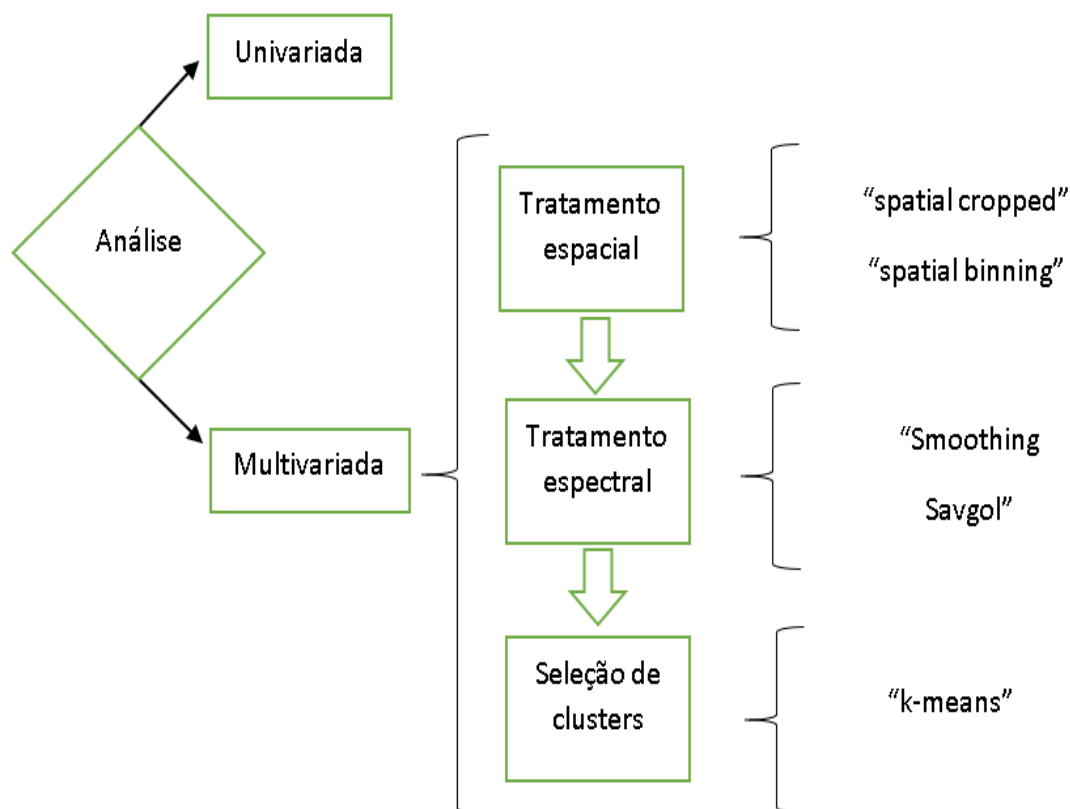 Univariada
Análise
Multivariada
Tratamento
espacial
“spatial cropped”
“spatial binning”
Tratamento
espectral
“Smoothing
Savgol”
Seleção de
clusters
“k-means”